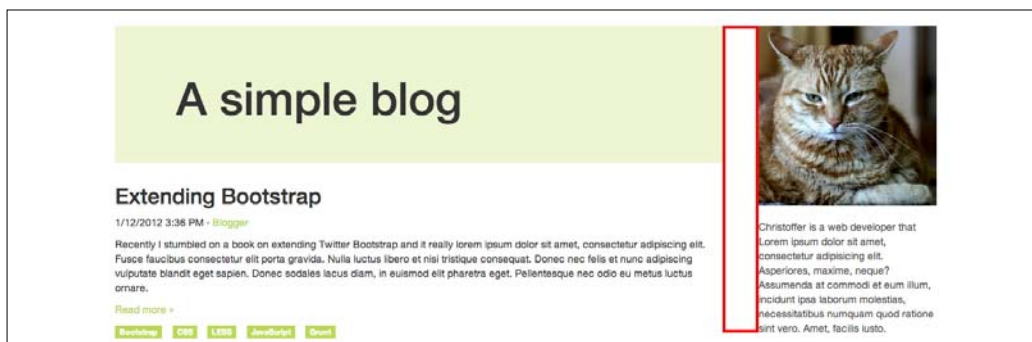 A simple blog
Extending Bootstrap
1/12/2012 3:36 PM - Blogger
Recently I stumbled on a book on extending Twitter Bootstrap and it really lorem ipsum dolor sit amet, consectetur adipiscing elit.
Fusce faucibus consectetur elit porta gravida. Nulla luctus libero et nisi tristique consequat. Donec nec felis et nunc adipiscing
vulputate blandit eget sapien. Donec sodales lacus diam, in euismod elit pharetra eget. Pellentesque nec odio eu metus luctus
ornare.
Read more »
Bootstrap CSS LESS JavaScript Grunt
Christoffer is a web developer that
Lorem ipsum dolor sit amet,
consectetur adipisicing elit.
Asperiores, maxime, neque?
Assumenda at commodi et eum illum,
incidunt ipsa laborum molestias,
necessitatibus numquam quod ratione
sint vero. Amet, facilis iusto.